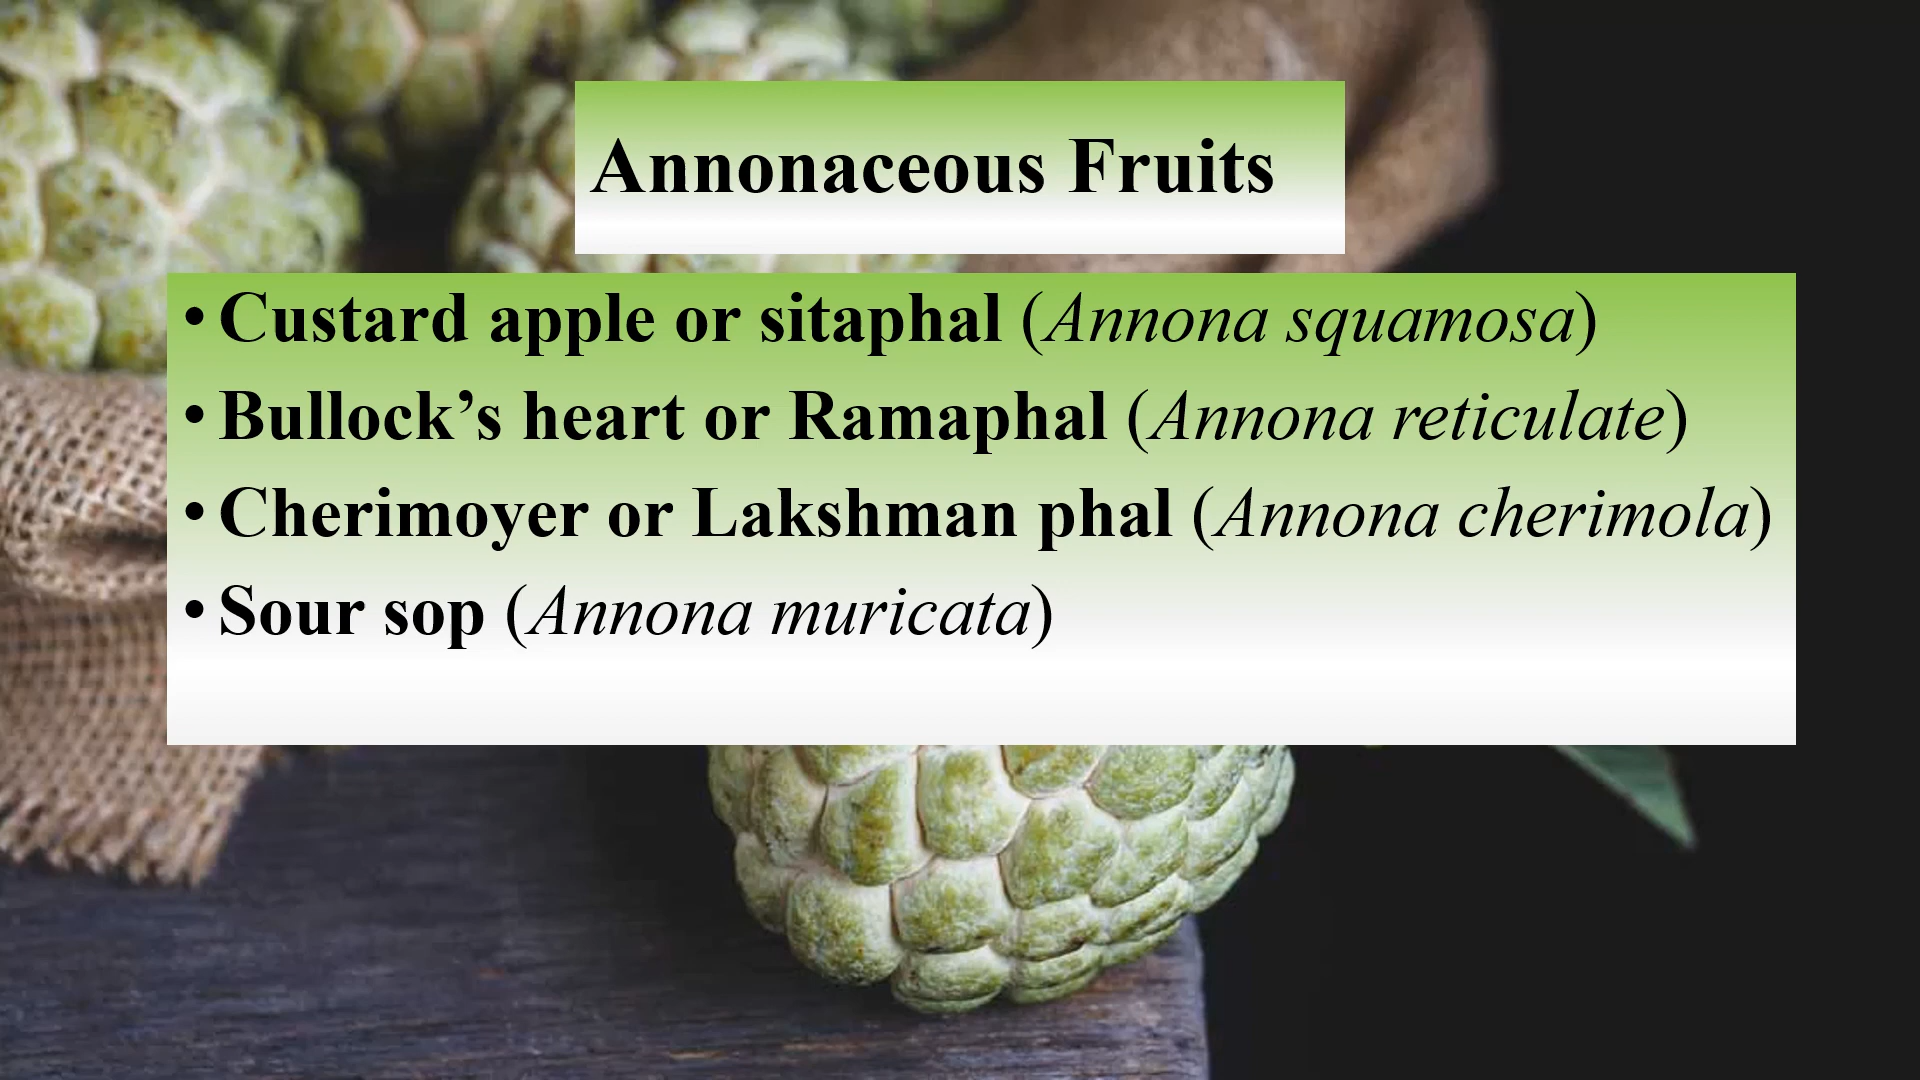 Annonaceous Fruits
• Custard apple or sitaphal (Annona squamosa)
• Bullock’s heart or Ramaphal (Annona reticulate)
• Cherimoyer or Lakshman phal (Annona cherimola)
• Sour sop (Annona muricata)